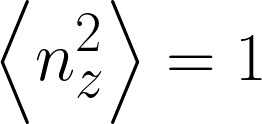 ⟨n_z^2⟩ = 1